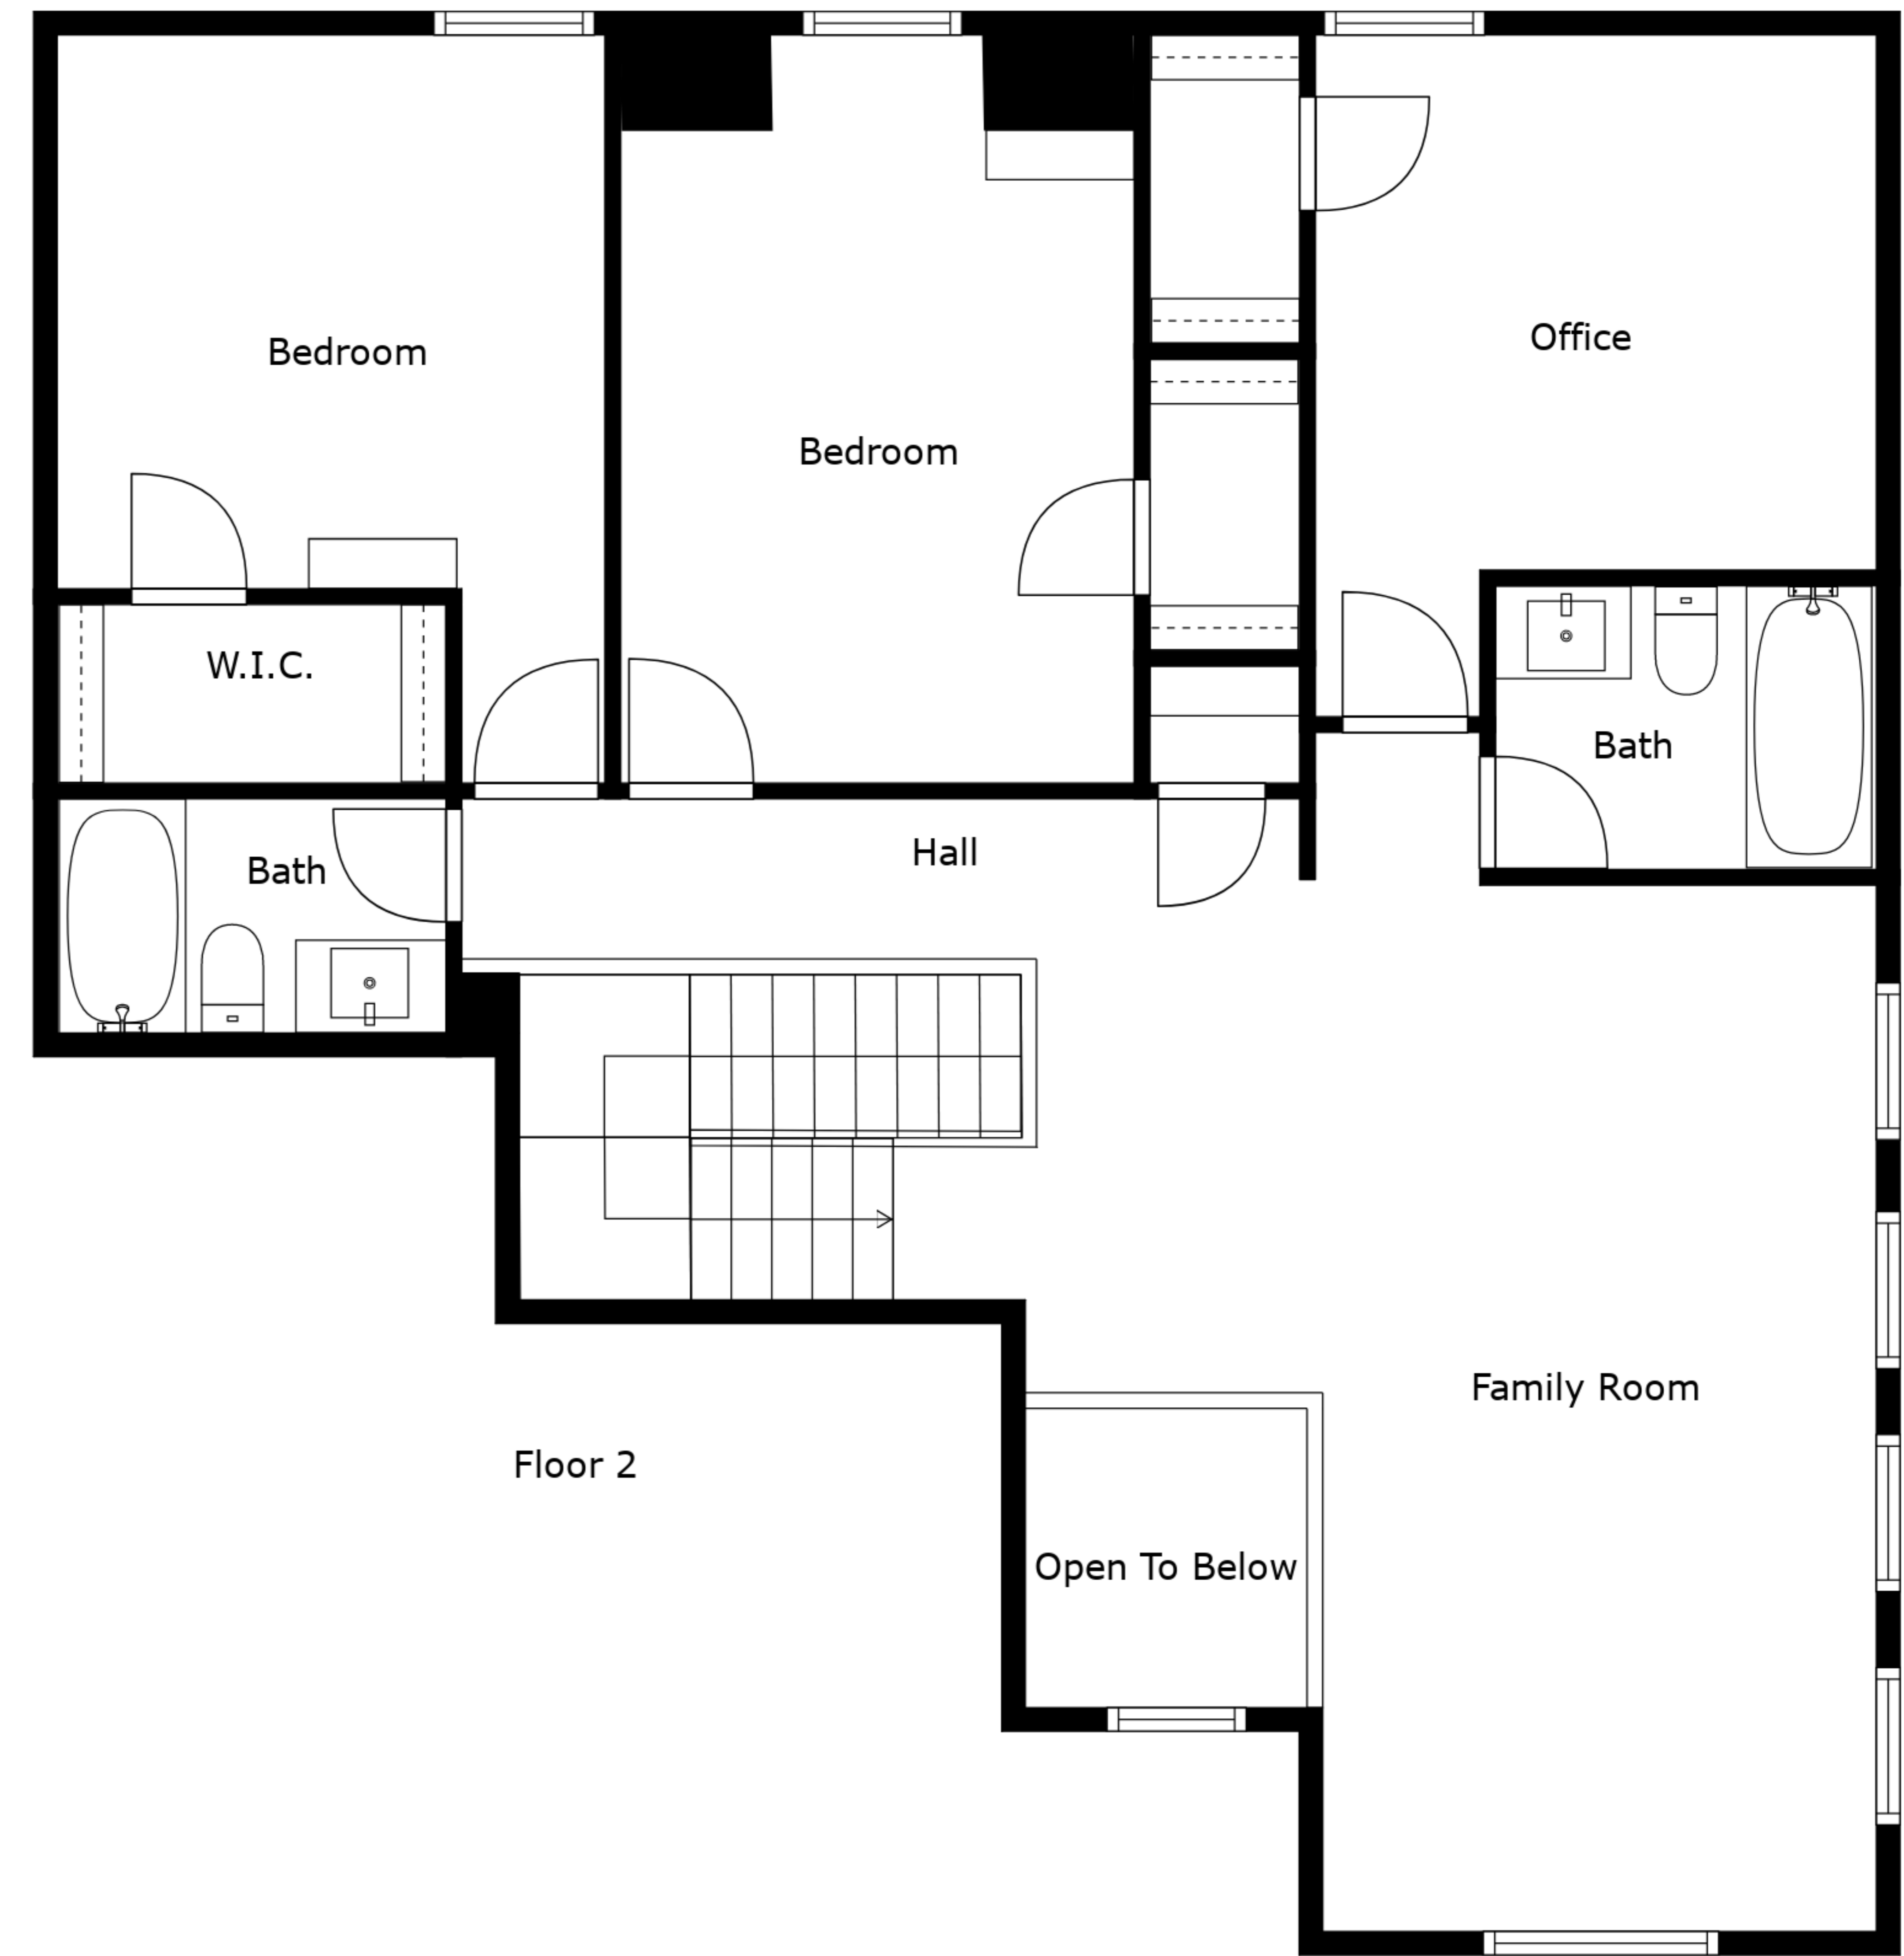 Office
Bedroom
Bedroom
W.I.C.
Bath
Hall
Bath
Family Room
Floor 2
Open To Below